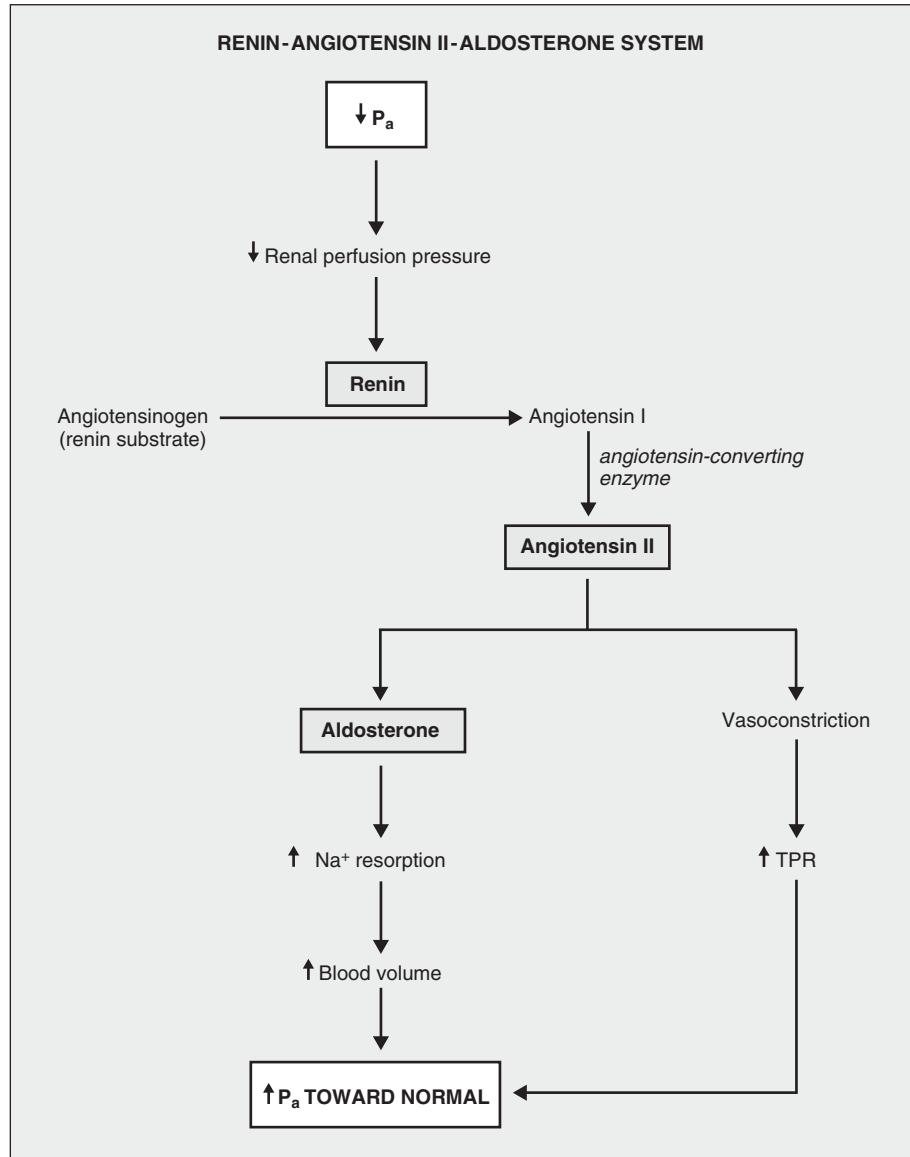 RENIN-ANGIOTENSIN II-ALDOSTERONE SYSTEM
↓ Pa
↓ Renal perfusion pressure
Renin
Angiotensinogen
(renin substrate)
Angiotensin I
angiotensin-converting
enzyme
Angiotensin II
Aldosterone
Vasoconstriction
↑ Na⁺ resorption
↑ TPR
↑ Blood volume
↑ Pa TOWARD NORMAL